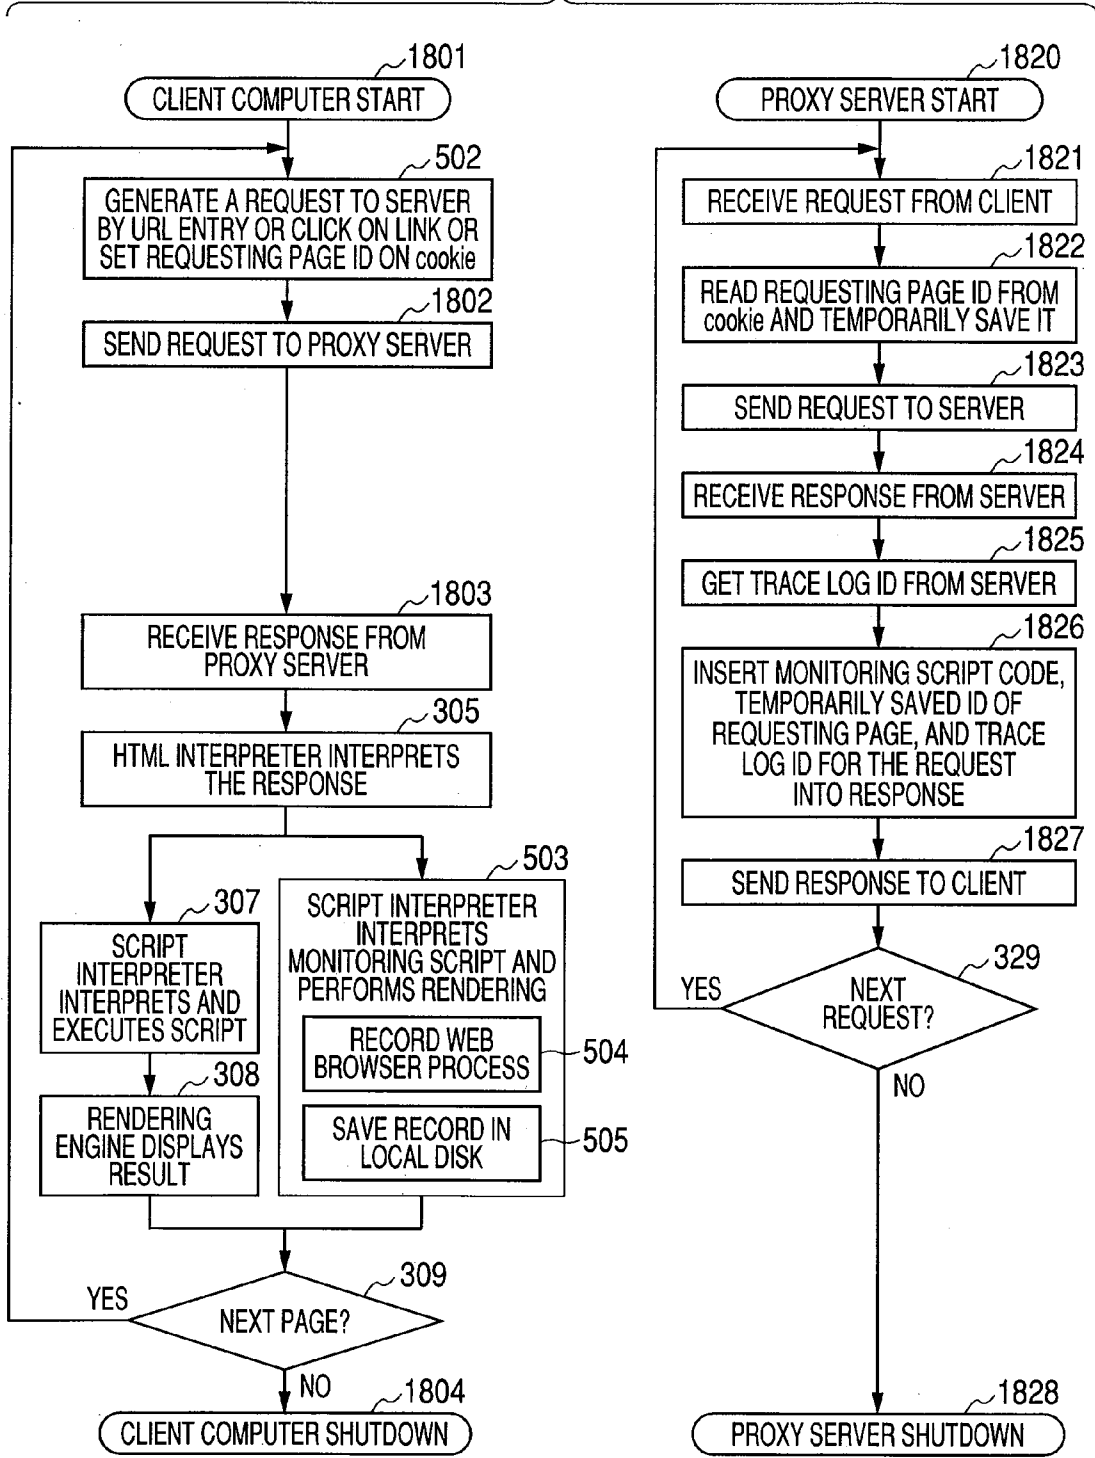 1801
CLIENT COMPUTER START
502
GENERATE A REQUEST TO SERVER
BY URL ENTRY OR CLICK ON LINK OR
SET REQUESTING PAGE ID ON cookie
1802
SEND REQUEST TO PROXY SERVER
1803
RECEIVE RESPONSE FROM
PROXY SERVER
305
HTML INTERPRETER INTERPRETS
THE RESPONSE
307
SCRIPT
INTERPRETER
INTERPRETS AND
EXECUTES SCRIPT
308
RENDERING
ENGINE DISPLAYS
RESULT
503
SCRIPT INTERPRETER
INTERPRETS
MONITORING SCRIPT AND
PERFORMS RENDERING
RECORD WEB
BROWSER PROCESS
504
SAVE RECORD IN
LOCAL DISK
505
309
YES
NEXT PAGE?
NO
1804
CLIENT COMPUTER SHUTDOWN
1820
PROXY SERVER START
1821
RECEIVE REQUEST FROM CLIENT
1822
READ REQUESTING PAGE ID FROM
cookie AND TEMPORARILY SAVE IT
1823
SEND REQUEST TO SERVER
1824
RECEIVE RESPONSE FROM SERVER
1825
GET TRACE LOG ID FROM SERVER
1826
INSERT MONITORING SCRIPT CODE,
TEMPORARILY SAVED ID OF
REQUESTING PAGE, AND TRACE
LOG ID FOR THE REQUEST
INTO RESPONSE
1827
SEND RESPONSE TO CLIENT
329
YES
NEXT
REQUEST?
NO
1828
PROXY SERVER SHUTDOWN